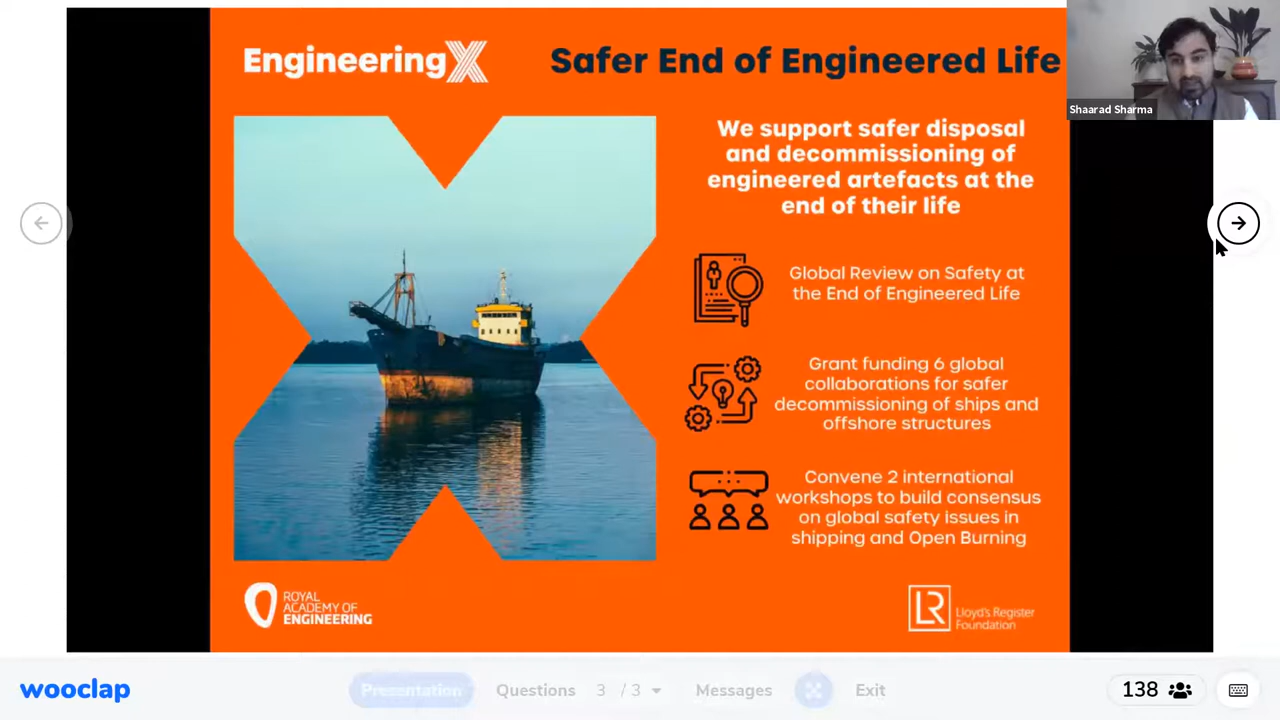 EngineeringX
Safer End of Engineered Life
Shaarad Sharma
We support safer disposal
and decommissioning of
engineered artefacts at the
end of their life
Global Review on Safety at
the End of Engineered Life
Grant funding 6 global
collaborations for safer
decommissioning of ships and
offshore structures
Convene 2 international
workshops to build consensus
on global safety issues in
shipping and Open Burning
ROYAL
ACADEMY OF
ENGINEERING
LR
Lloyd's Register
Foundation
wooclap
Presentation
Questions
3 / 3
Messages
Exit
138